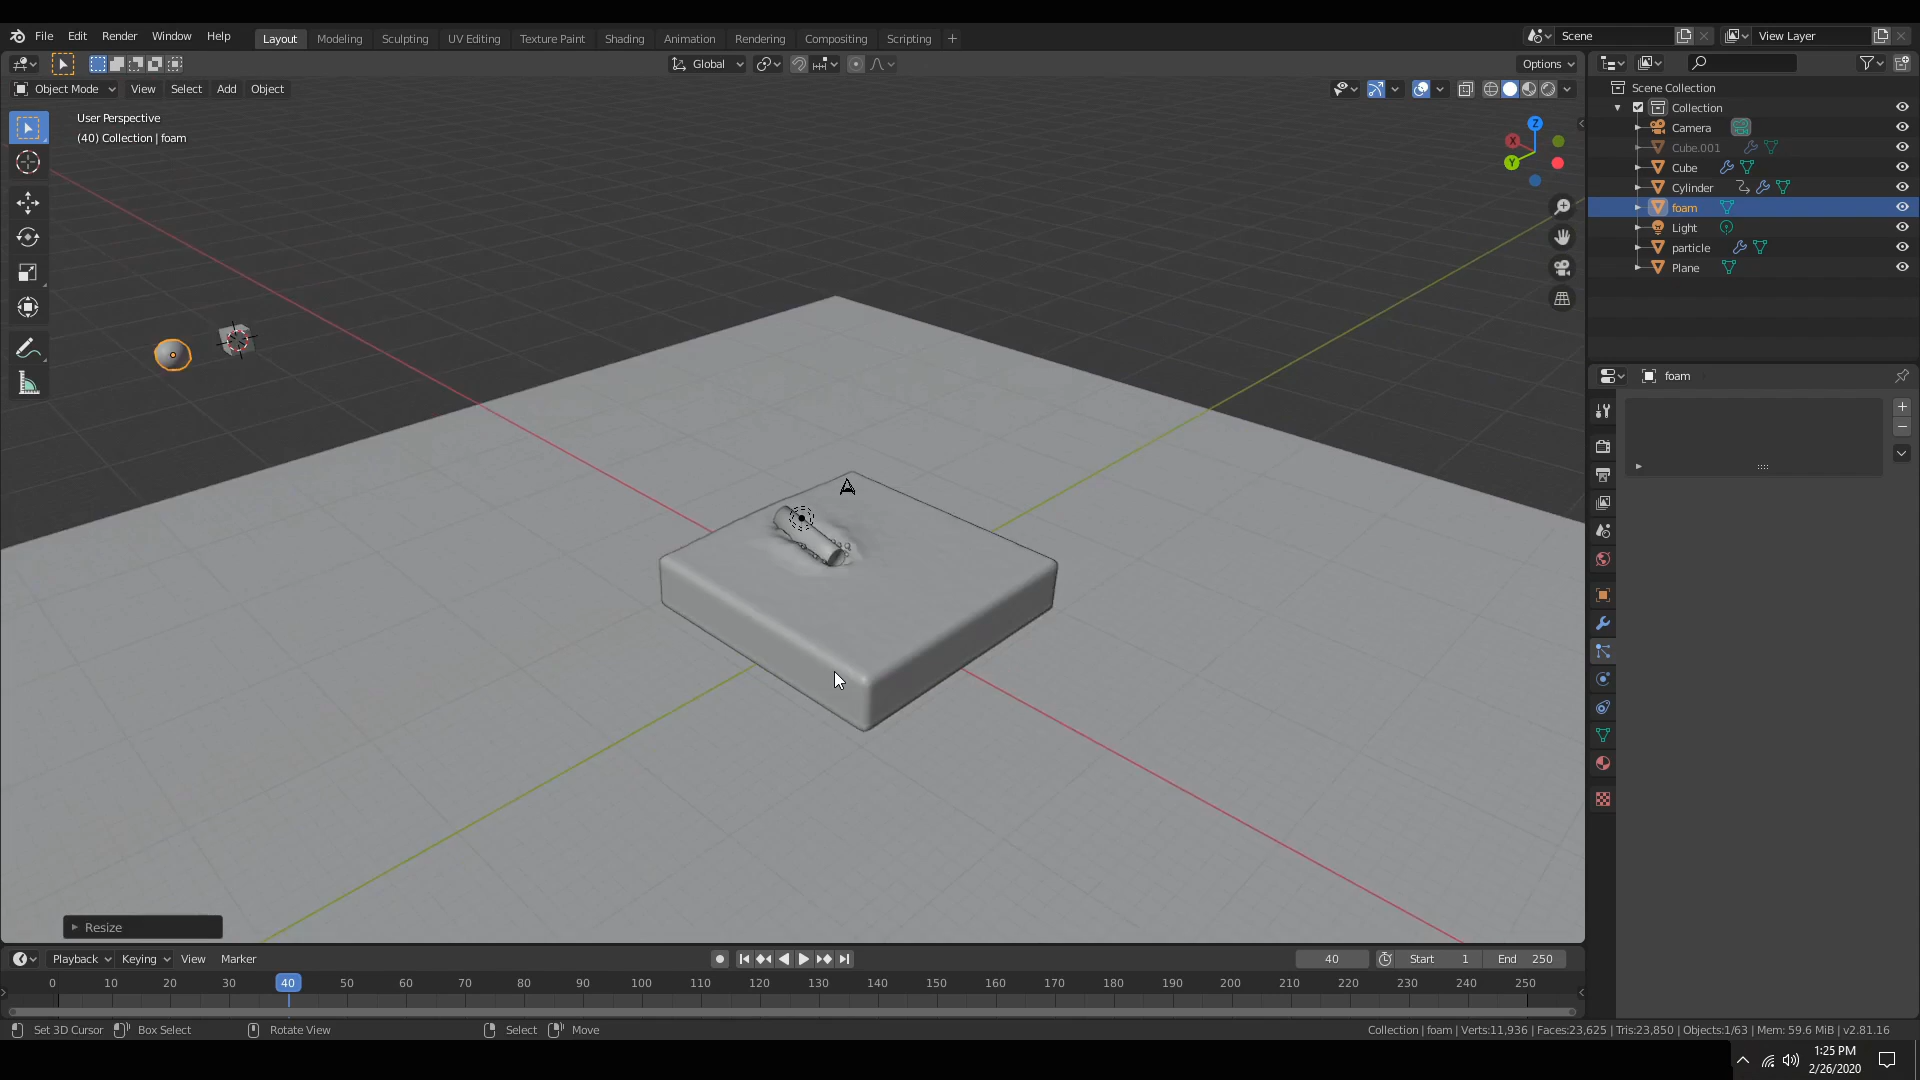 File Edit Render Window Help Layout Modeling Sculpting UV Editing Texture Paint Shading Animation Rendering Compositing Scripting + Scene View Layer
Global Options
Object Mode View Select Add Object
User Perspective
(40) Collection | foam
Z
X
Y
Scene Collection
Collection
Camera
Cube.001
Cube
Cylinder
foam
Light
particle
Plane
foam
Resize
Playback Keying View Marker 40 Start 1 End 250
0 10 20 30 40 50 60 70 80 90 100 110 120 130 140 150 160 170 180 190 200 210 220 230 240 250
Set 3D Cursor Box Select Rotate View Select Move Collection | foam | Verts:11,936 | Faces:23,625 | Tris:23,850 | Objects:1/63 | Mem: 59.6 MiB | v2.81.16
1:25 PM
2/26/2020